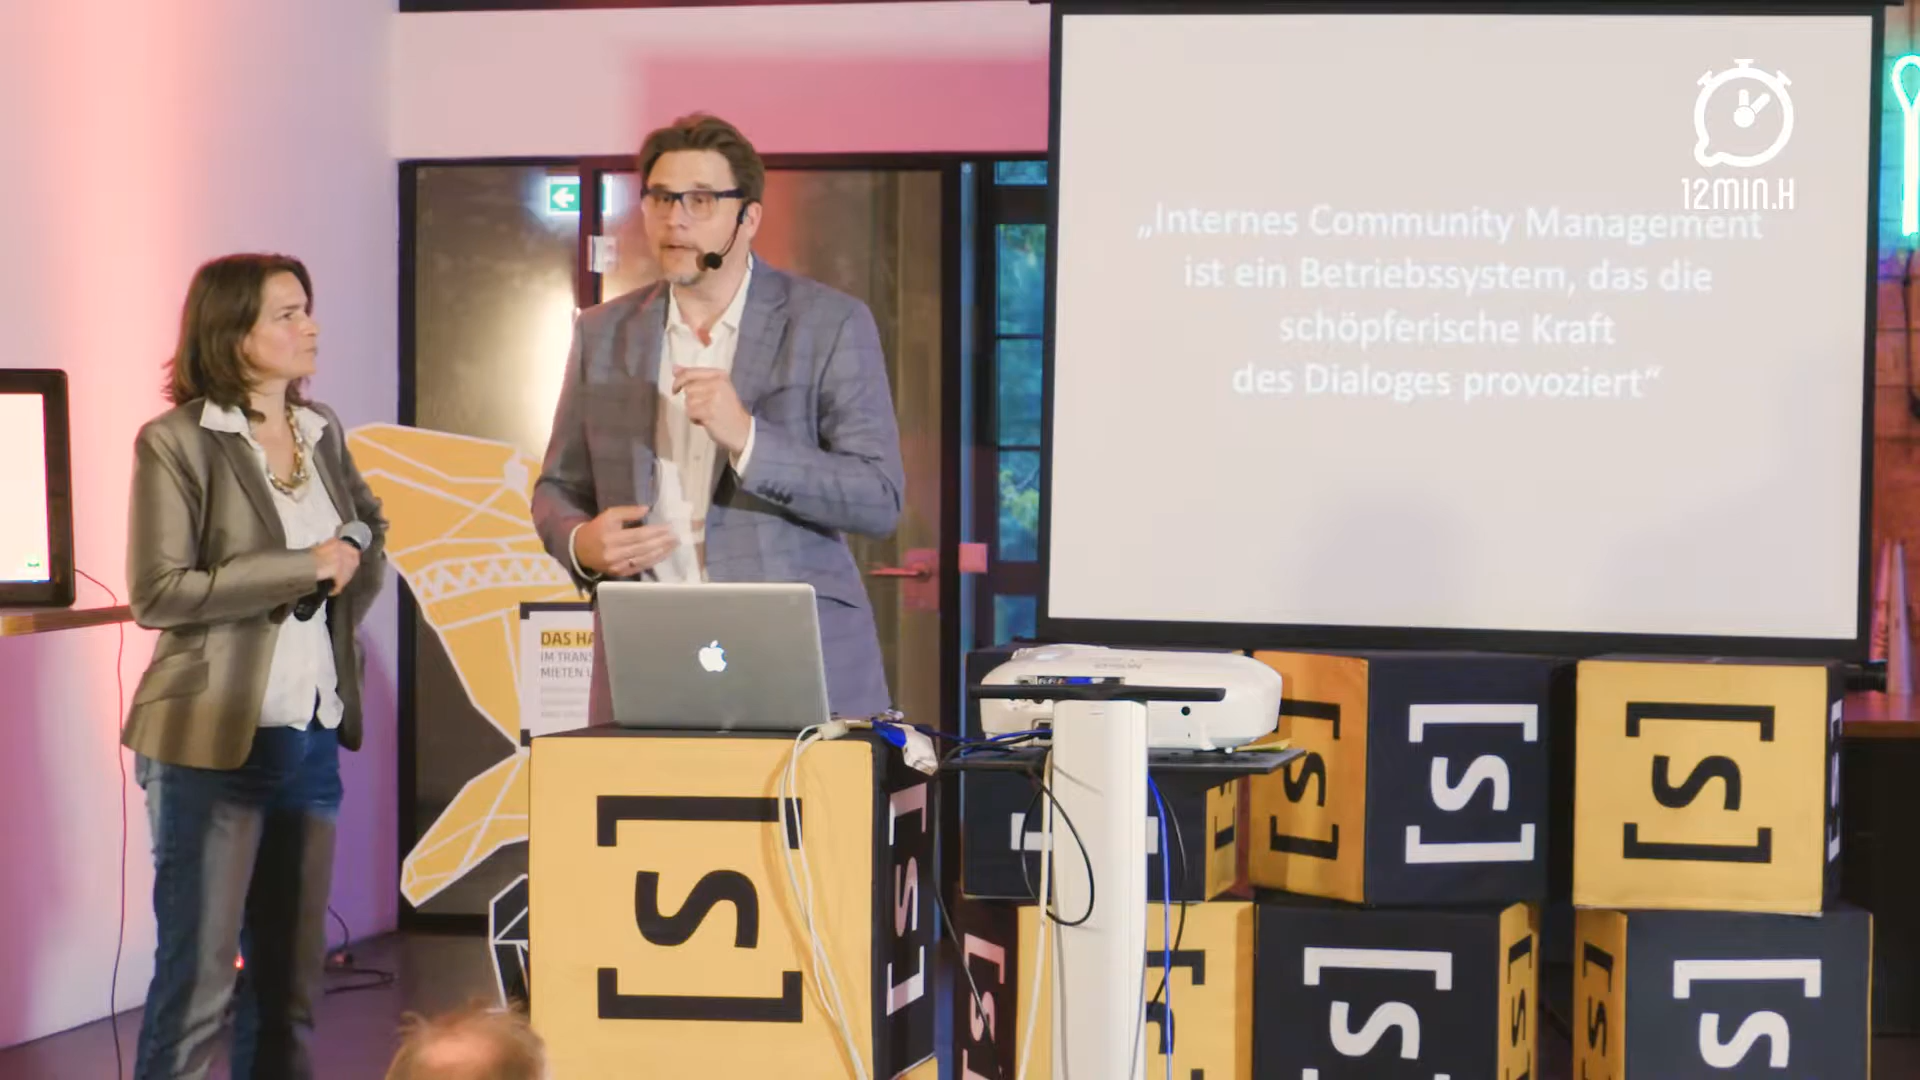 12MIN.H
„Internes Community Management
ist ein Betriebssystem, das die
schöpferische Kraft
des Dialoges provoziert“
DAS HA
IM TRANS
MIETEN U
[S]
[S]
[S]
[S]
[S]
[S]
[S]
[S]